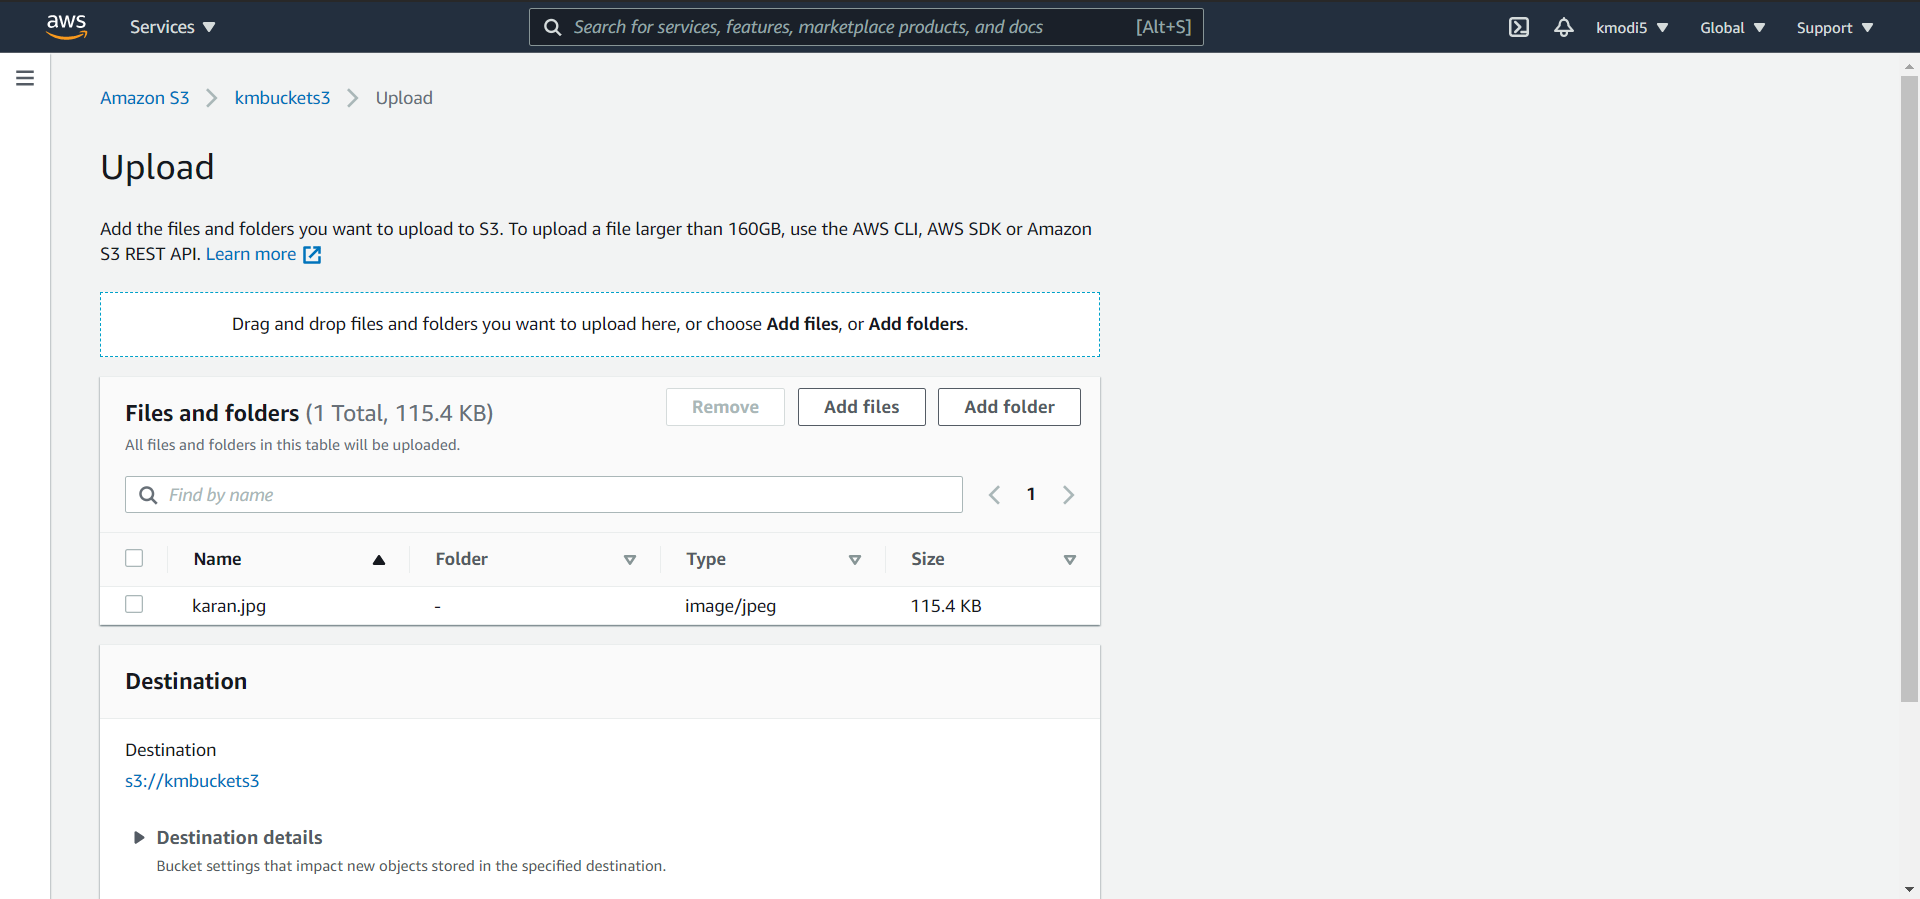 aws Services Search for services, features, marketplace products, and docs [Alt+S] kmodi5 Global Support
Amazon S3 kmbuckets3 Upload
Upload
Add the files and folders you want to upload to S3. To upload a file larger than 160GB, use the AWS CLI, AWS SDK or Amazon
S3 REST API. Learn more
Drag and drop files and folders you want to upload here, or choose Add files, or Add folders.
Files and folders (1 Total, 115.4 KB) Remove Add files Add folder
All files and folders in this table will be uploaded.
Find by name 1
Name Folder Type Size
karan.jpg - image/jpeg 115.4 KB
Destination
Destination
s3://kmbuckets3
Destination details
Bucket settings that impact new objects stored in the specified destination.